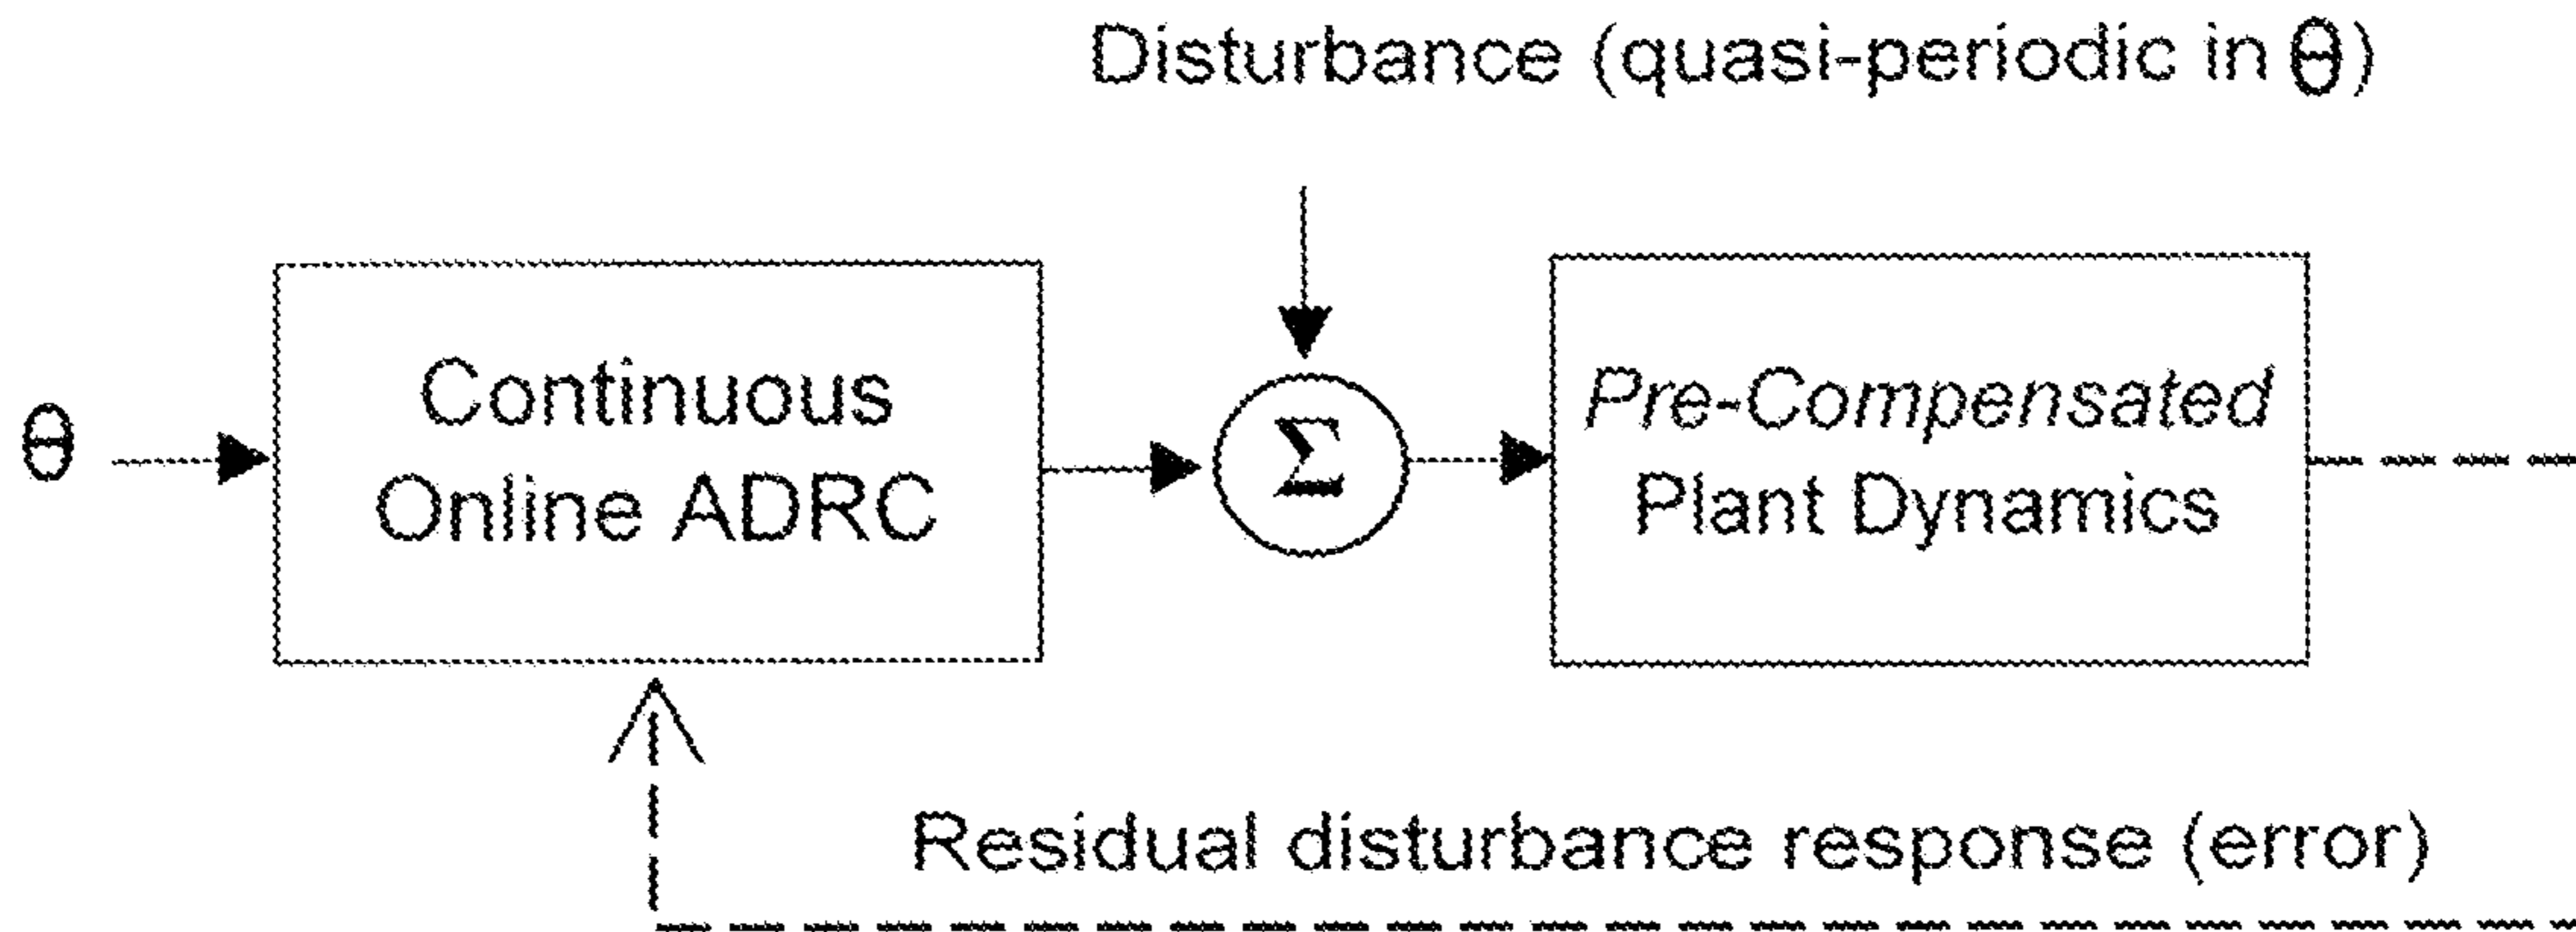 Disturbance (quasi-periodic in θ)
θ
Continuous
Online ADRC
Σ
Pre-Compensated
Plant Dynamics
Residual disturbance response (error)